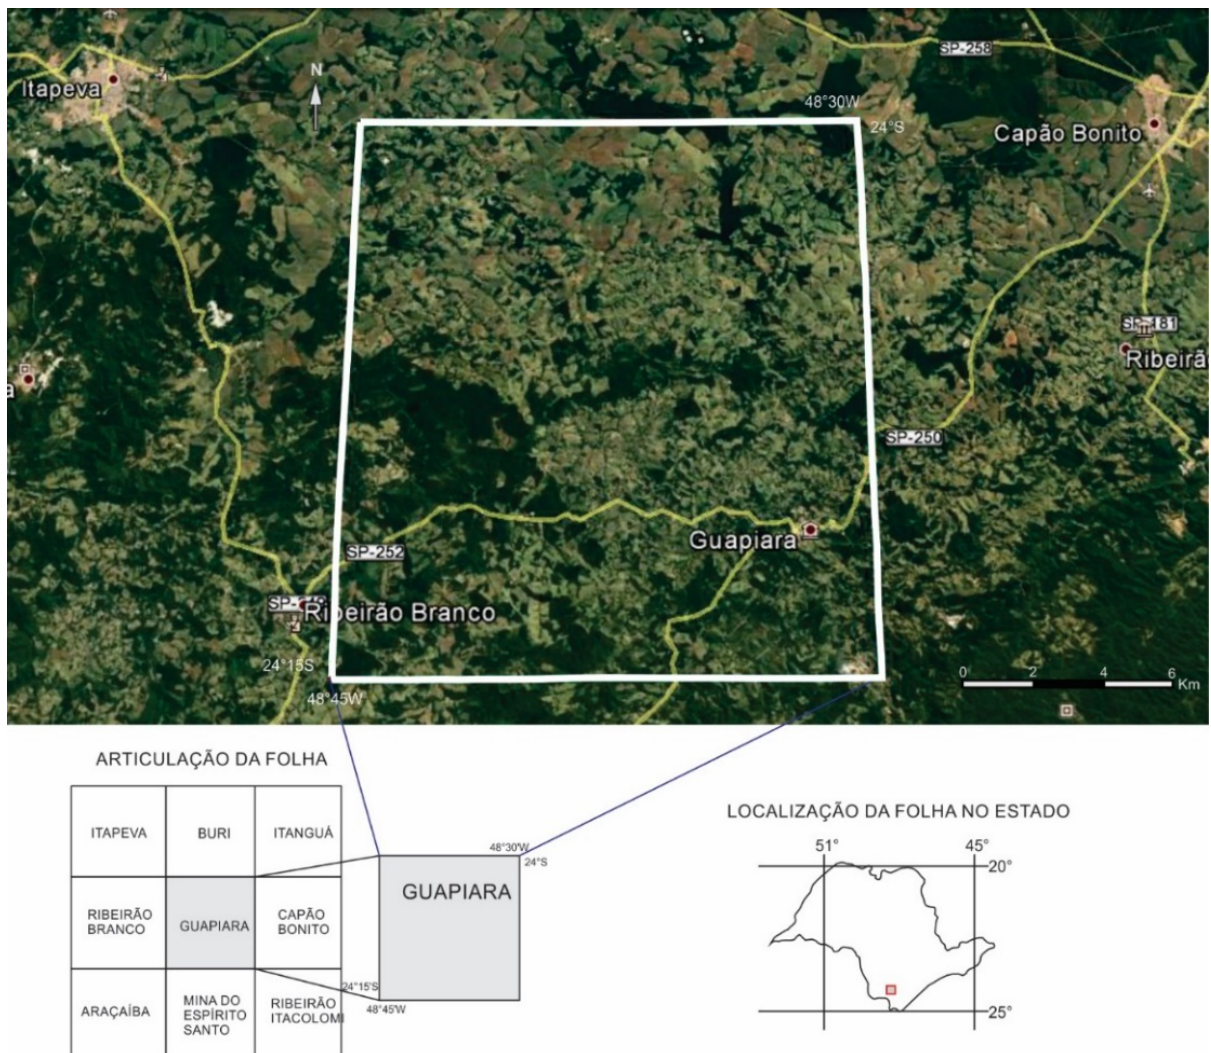 SP-258
Itapeva
N
48°30W
24°S
Capão Bonito
SP-181
Ribeirã
a
SP-250
Guapiara
SP-252
Ribeirão Branco
24°15S
48°45W
0 2 4 6
Km
ARTICULAÇÃO DA FOLHA
ITAPEVA
BURI
ITANGUÁ
RIBEIRÃO
BRANCO
GUAPIARA
CAPÃO
BONITO
ARAÇAÍBA
MINA DO
ESPÍRITO
SANTO
RIBEIRÃO
ITACOLOMI
48°30'W
24°S
GUAPIARA
24°15'S
48°45'W
LOCALIZAÇÃO DA FOLHA NO ESTADO
51°
45°
20°
25°